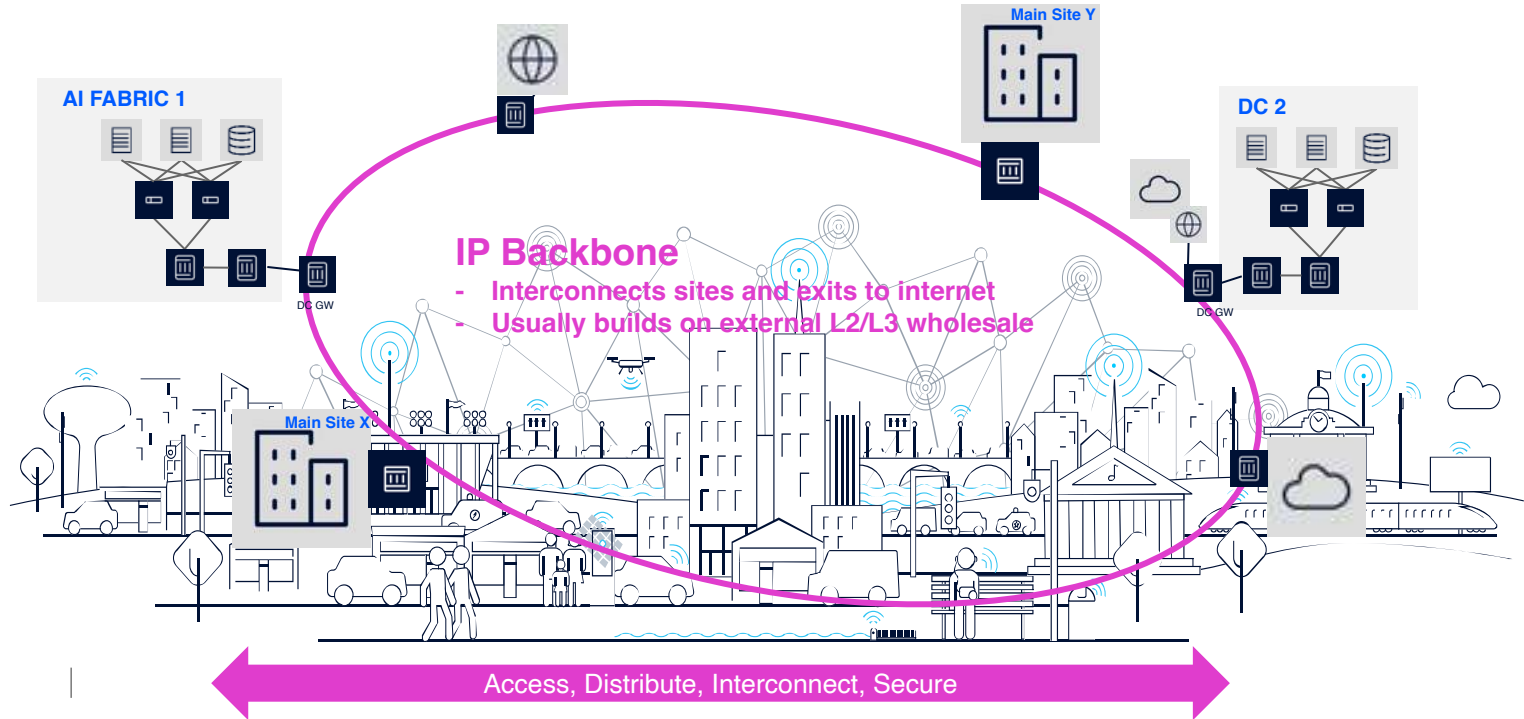 Main Site Y
AI FABRIC 1
DC 2
IP Backbone
- Interconnects sites and exits to internet
- Usually builds on external L2/L3 wholesale
DC GW
DC GW
Main Site X
Access, Distribute, Interconnect, Secure